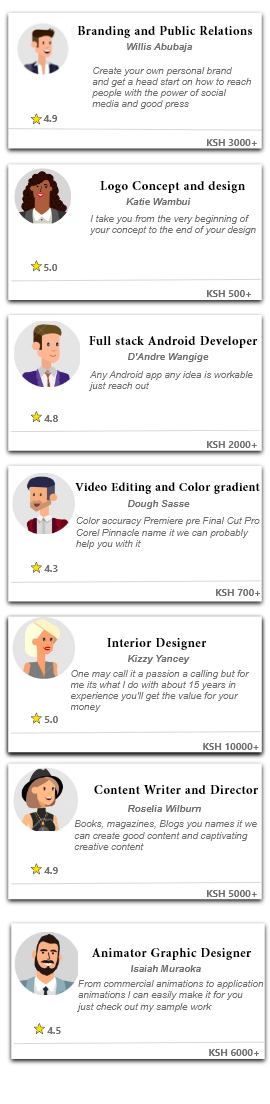 Branding and Public Relations
Willis Abubaja
Create your own personal brand
and get a head start on how to reach
people with the power of social
media and good press
4.9
KSH 3000+
Logo Concept and design
Katie Wambui
I take you from the very beginning of
your concept to the end of your design
5.0
KSH 500+
Full stack Android Developer
D'Andre Wangige
Any Android app any idea is workable
just reach out
4.8
KSH 2000+
Video Editing and Color gradient
Dough Sasse
Color accuracy Premiere pre Final Cut Pro
Corel Pinnacle name it we can probably
help you with it
4.3
KSH 700+
Interior Designer
Kizzy Yancey
One may call it a passion a calling but for
me its what I do with about 15 years in
experience you'll get the value for your
money
5.0
KSH 10000+
Content Writer and Director
Roselia Wilburn
Books, magazines, Blogs you names it we
can create good content and captivating
creative content
4.9
KSH 5000+
Animator Graphic Designer
Isaiah Muraoka
From commercial animations to application
animations I can easily make it for you
just check out my sample work
4.5
KSH 6000+